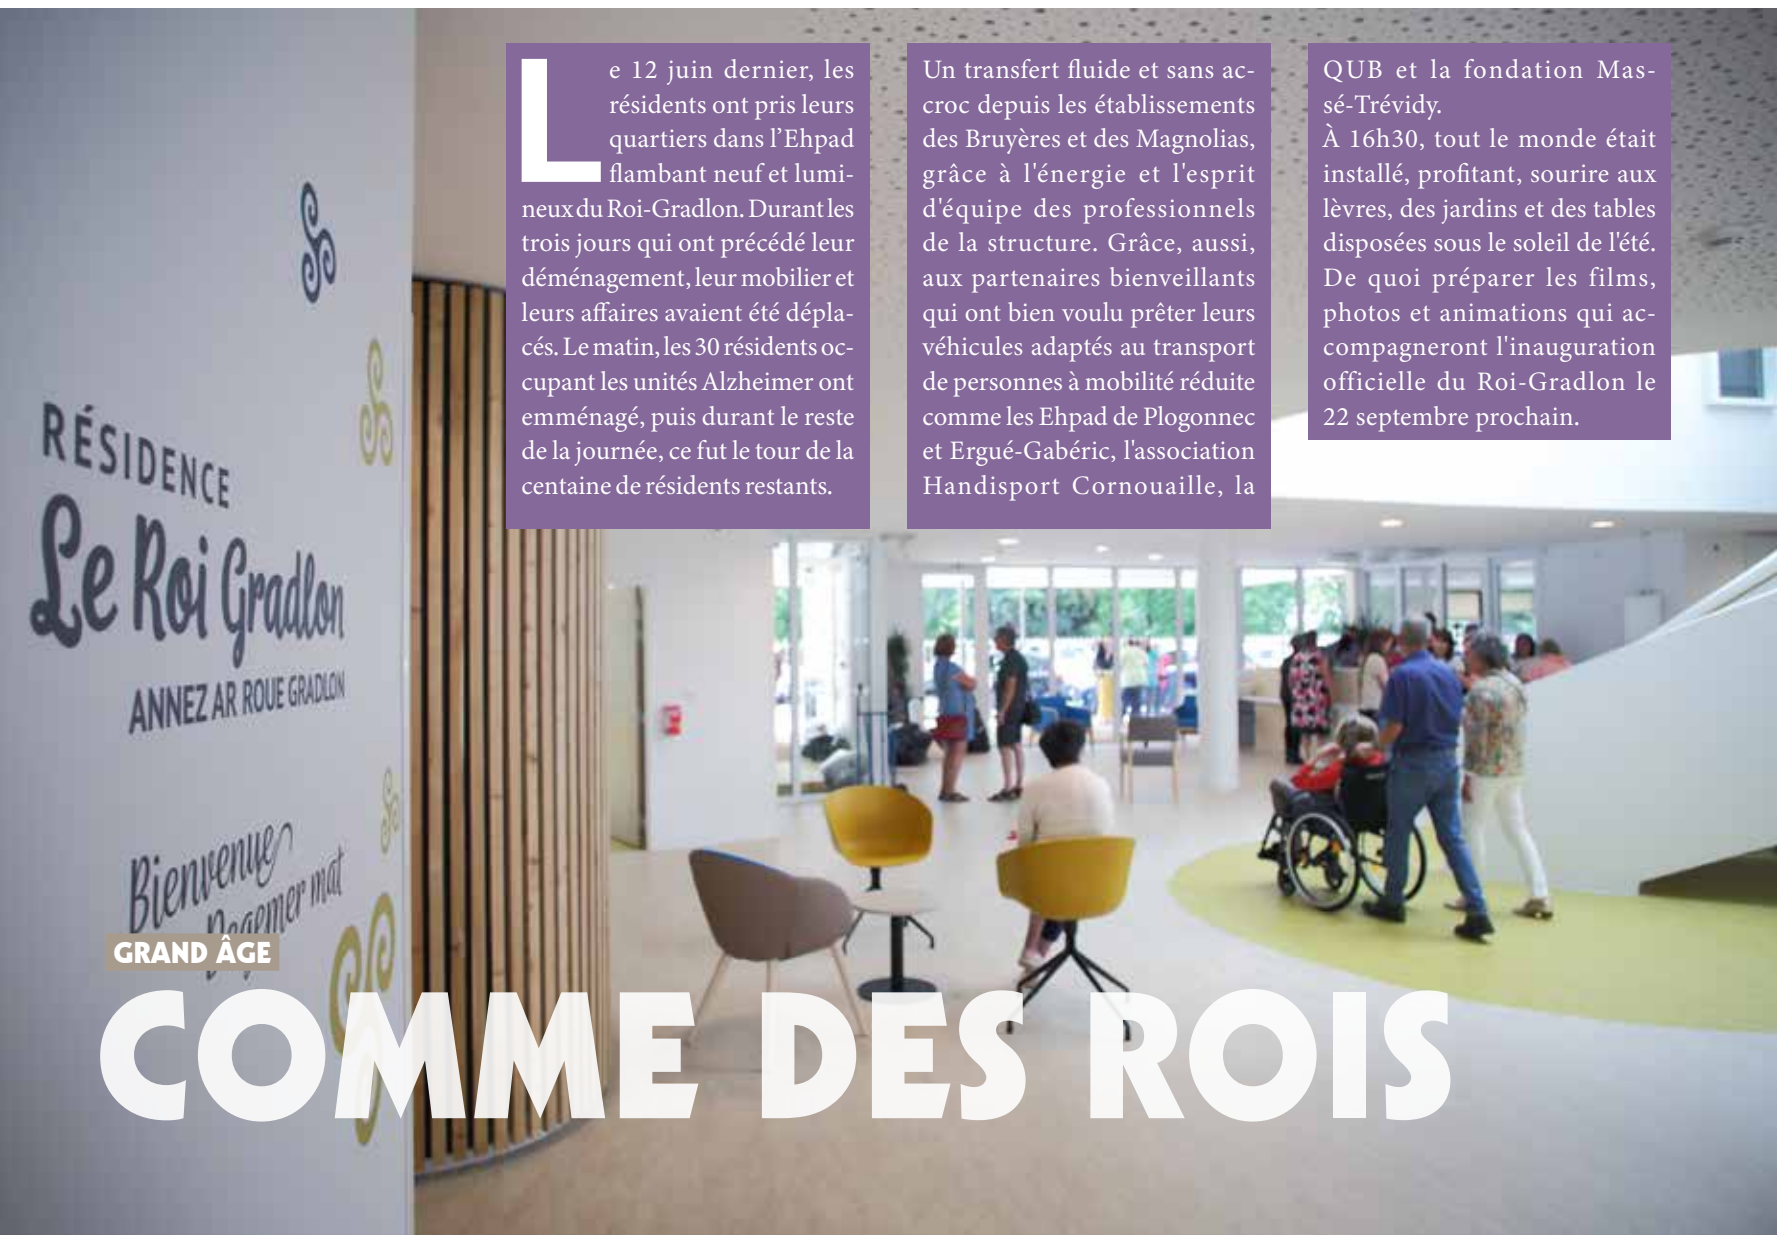 Le 12 juin dernier, les
résidents ont pris leurs
quartiers dans l’Ehpad
flambant neuf et lumi-
neux du Roi-Gradlon. Durant les
trois jours qui ont précédé leur
déménagement, leur mobilier et
leurs affaires avaient été dépla-
cés. Le matin, les 30 résidents oc-
cupant les unités Alzheimer ont
emménagé, puis durant le reste
de la journée, ce fut le tour de la
centaine de résidents restants.
Un transfert fluide et sans ac-
croc depuis les établissements
des Bruyères et des Magnolias,
grâce à l'énergie et l'esprit
d'équipe des professionnels
de la structure. Grâce, aussi,
aux partenaires bienveillants
qui ont bien voulu prêter leurs
véhicules adaptés au transport
de personnes à mobilité réduite
comme les Ehpad de Plogonnec
et Ergué-Gabéric, l'association
Handisport Cornouaille, la
QUB et la fondation Mas-
sé-Trévidy.
À 16h30, tout le monde était
installé, profitant, sourire aux
lèvres, des jardins et des tables
disposées sous le soleil de l'été.
De quoi préparer les films,
photos et animations qui ac-
compagneront l'inauguration
officielle du Roi-Gradlon le
22 septembre prochain.
RÉSIDENCE
Le Roi Gradlon
ANNEZ AR ROUE GRADLON
Bienvenue
Degemer mat
GRAND ÂGE
COMME DES ROIS